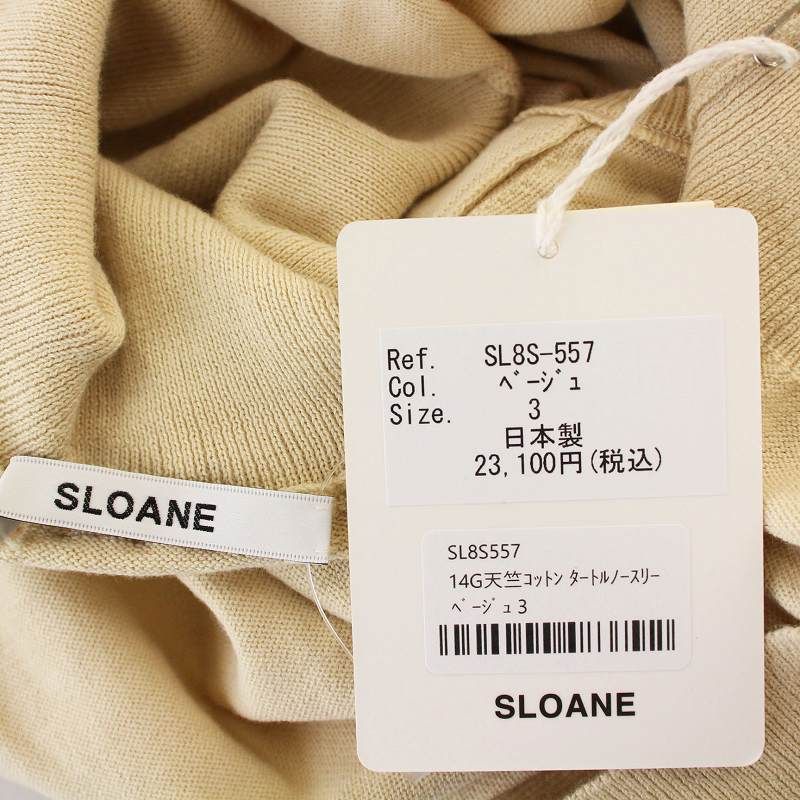 Ref. SL8S-557
Col. ﾍﾞｰｼﾞｭ
Size. 3
日本製
23,100円(税込)
SLOANE
SL8S557
14G天竺ｺｯﾄﾝ ﾀｰﾄﾙﾉｰｽﾘｰ
ﾍﾞｰｼﾞｭ3
SLOANE